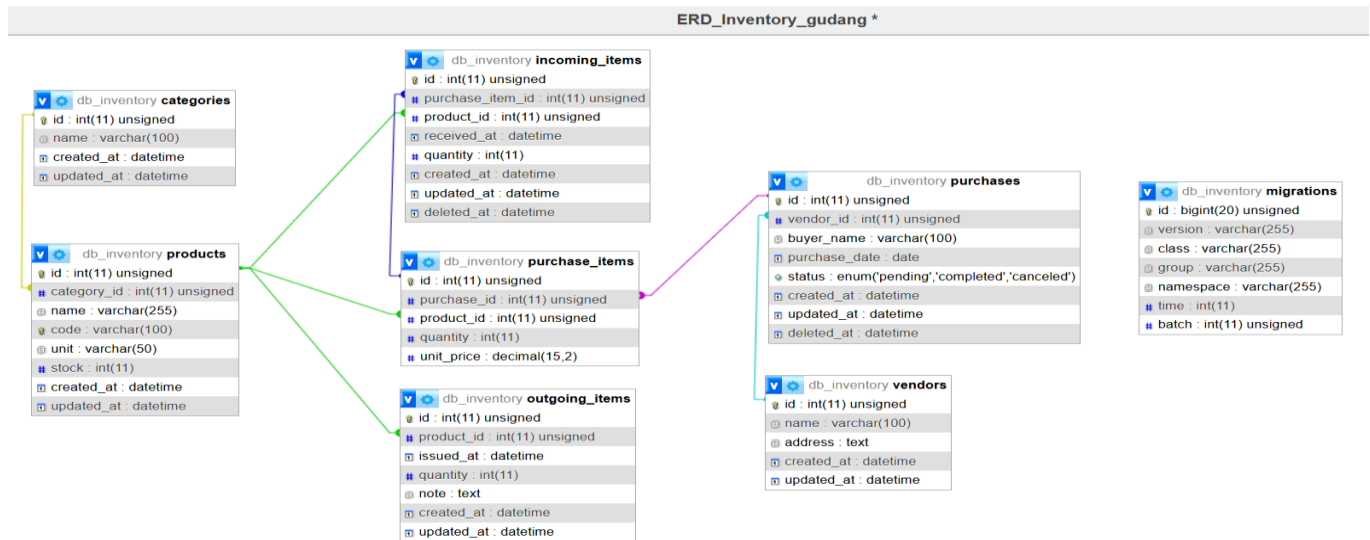 ERD_Inventory_gudang *
db_inventory categories
id : int(11) unsigned
name : varchar(100)
created_at : datetime
updated_at : datetime
db_inventory products
id : int(11) unsigned
category_id : int(11) unsigned
name : varchar(255)
code : varchar(100)
unit : varchar(50)
stock : int(11)
created_at : datetime
updated_at : datetime
db_inventory incoming_items
id : int(11) unsigned
purchase_item_id : int(11) unsigned
product_id : int(11) unsigned
received_at : datetime
quantity : int(11)
created_at : datetime
updated_at : datetime
deleted_at : datetime
db_inventory purchase_items
id : int(11) unsigned
purchase_id : int(11) unsigned
product_id : int(11) unsigned
quantity : int(11)
unit_price : decimal(15,2)
db_inventory outgoing_items
id : int(11) unsigned
product_id : int(11) unsigned
issued_at : datetime
quantity : int(11)
note : text
created_at : datetime
updated_at : datetime
db_inventory purchases
id : int(11) unsigned
vendor_id : int(11) unsigned
buyer_name : varchar(100)
purchase_date : date
status : enum('pending','completed','canceled')
created_at : datetime
updated_at : datetime
deleted_at : datetime
db_inventory vendors
id : int(11) unsigned
name : varchar(100)
address : text
created_at : datetime
updated_at : datetime
db_inventory migrations
id : bigint(20) unsigned
version : varchar(255)
class : varchar(255)
group : varchar(255)
namespace : varchar(255)
time : int(11)
batch : int(11) unsigned